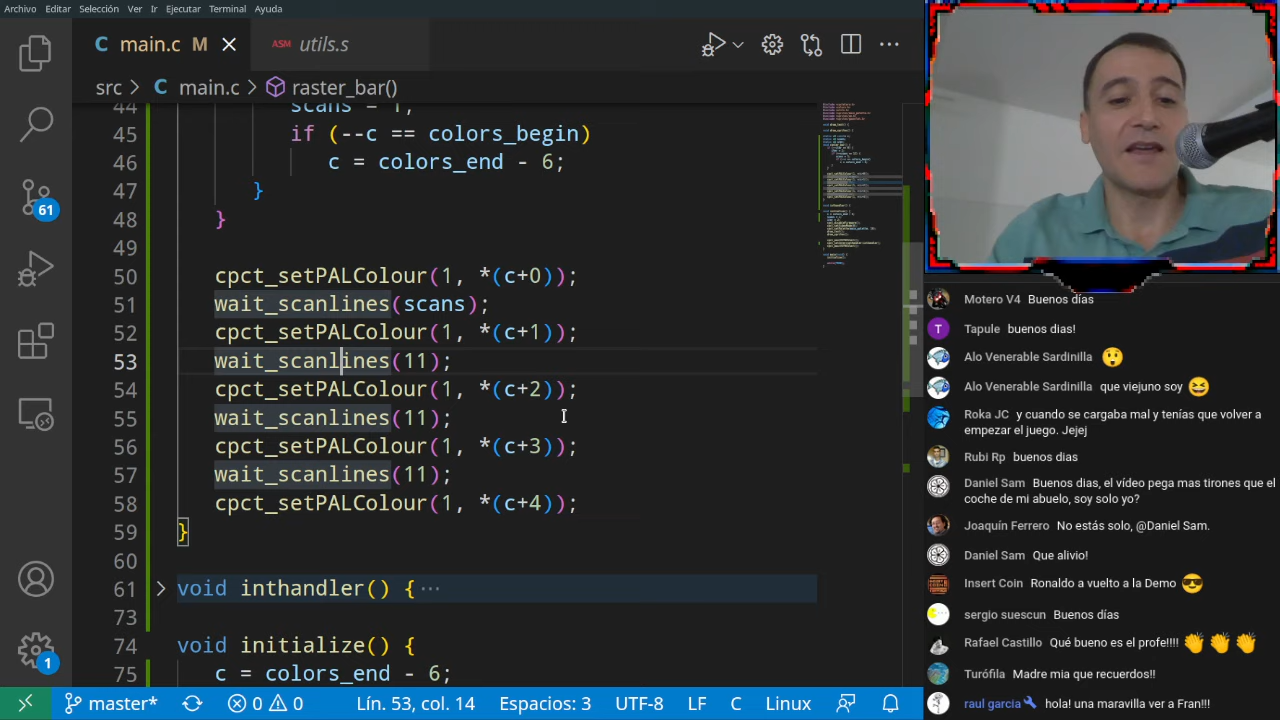 Archivo Editar Selección Ver Ir Ejecutar Terminal Ayuda
main.c M
ASM utils.s
src > main.c > raster_bar()
44 scans = 1;
45 if (--c == colors_begin)
46 c = colors_end - 6;
47 }
48 }
49
50 cpct_setPALColour(1, *(c+0));
51 wait_scanlines(scans);
52 cpct_setPALColour(1, *(c+1));
53 wait_scanlines(11);
54 cpct_setPALColour(1, *(c+2));
55 wait_scanlines(11);
56 cpct_setPALColour(1, *(c+3));
57 wait_scanlines(11);
58 cpct_setPALColour(1, *(c+4));
59 }
60
61 void inthandler() { ⋯
73
74 void initialize() {
75 c = colors_end - 6;
61
1
master* 0 0 Lín. 53, col. 14 Espacios: 3 UTF-8 LF C Linux
Motero V4 Buenos días
T Tapule buenos dias!
Alo Venerable Sardinilla 😲
Alo Venerable Sardinilla que viejuno soy 😆
Roka JC y cuando se cargaba mal y tenías que volver a
empezar el juego. Jejej
Rubi Rp buenos dias
Daniel Sam Buenos dias, el vídeo pega mas tirones que el
coche de mi abuelo, soy solo yo?
Joaquín Ferrero No estás solo, @Daniel Sam.
Daniel Sam Que alivio!
Insert Coin Ronaldo a vuelto a la Demo 😎
sergio suescun Buenos días
Rafael Castillo Qué bueno es el profe!!!! 👏 👏 👏
Turófila Madre mia que recuerdos!!
raul garcia hola! una maravilla ver a Fran!!!